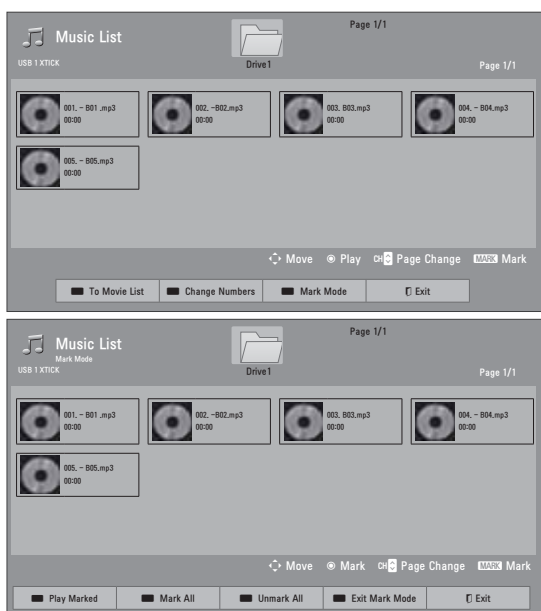 Music List
Page 1/1
USB 1 XTICK
Drive1
Page 1/1
001. - B01 .mp3
00:00
002. -B02.mp3
00:00
003. B03.mp3
00:00
004. - B04.mp3
00:00
005. - B05.mp3
00:00
Move Play CH Page Change MARK Mark
To Movie List Change Numbers Mark Mode Exit
Music List
Page 1/1
Mark Mode
USB 1 XTICK
Drive1
Page 1/1
001. - B01 .mp3
00:00
002. -B02.mp3
00:00
003. B03.mp3
00:00
004. - B04.mp3
00:00
005. - B05.mp3
00:00
Move Mark CH Page Change MARK Mark
Play Marked Mark All Unmark All Exit Mark Mode Exit